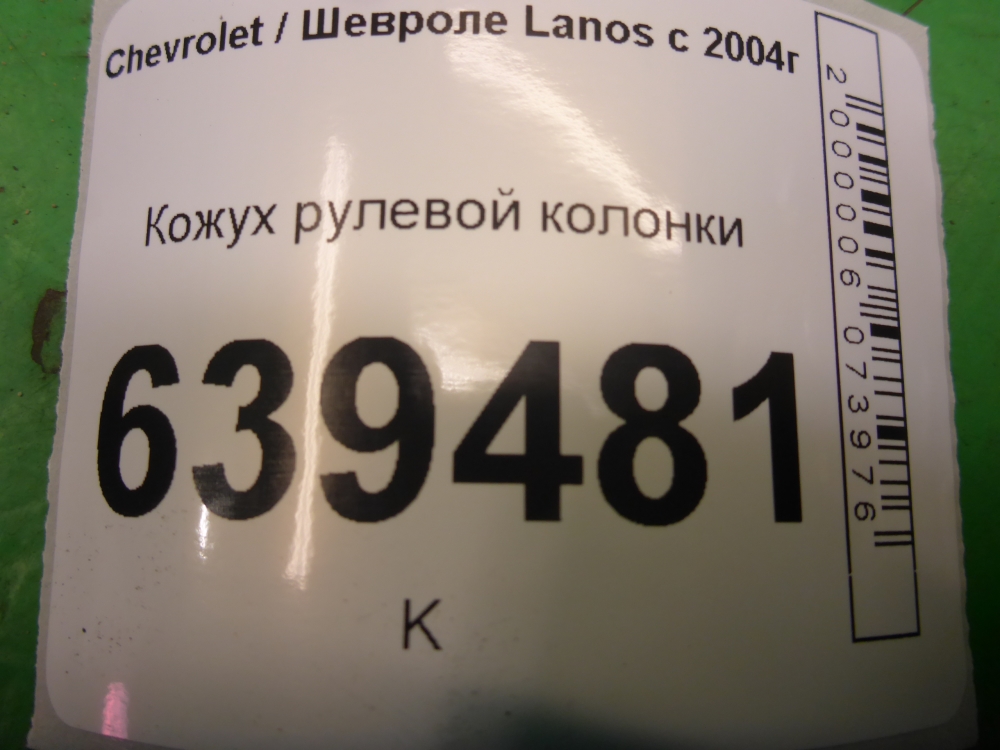 Chevrolet / Шевроле Lanos с 2004г
Кожух рулевой колонки
639481
К
2000006073976